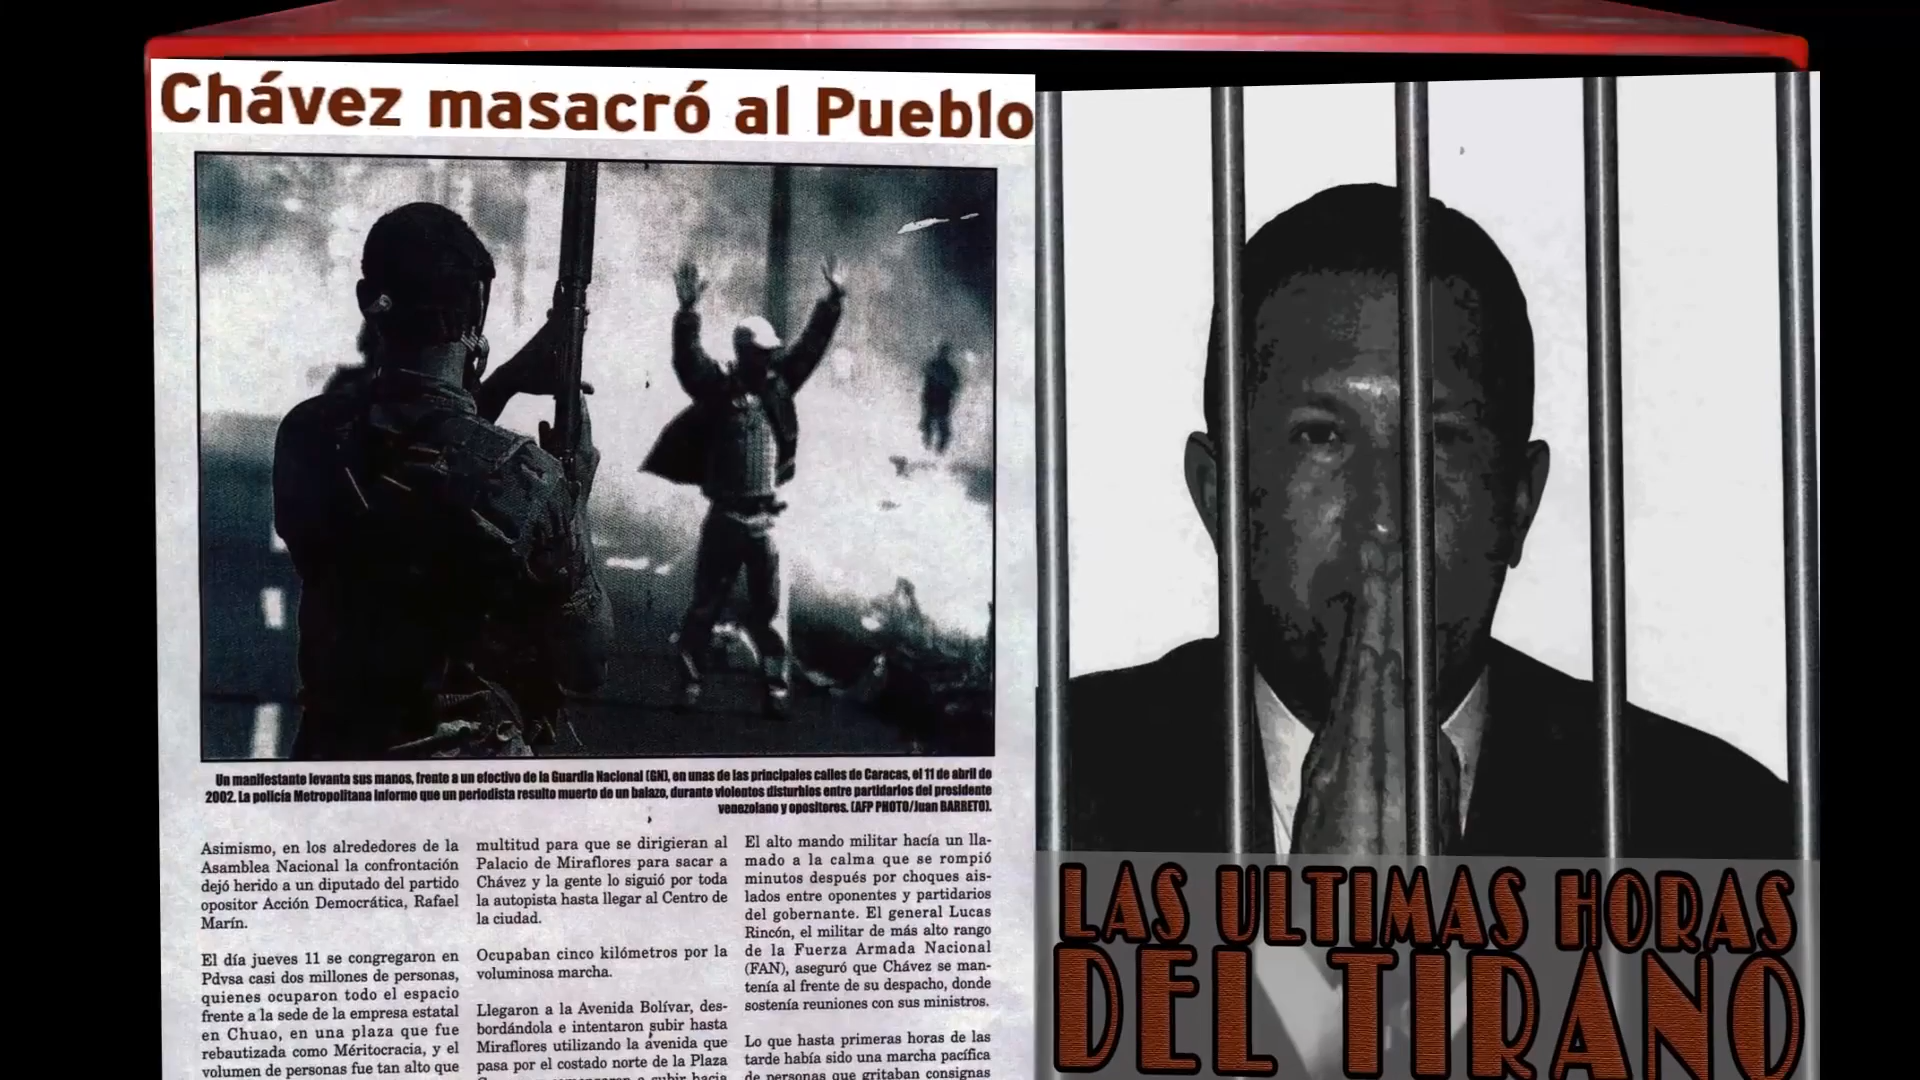 Chávez masacró al Pueblo
Un manifestante levanta sus manos, frente a un efectivo de la Guardia Nacional (GN), en unas de las principales calles de Caracas, el 11 de abril de
2002. La policía Metropolitana informo que un periodista resulto muerto de un balazo, durante violentos disturbios entre partidarios del presidente
venezolano y opositores. (AFP PHOTO/Juan BARRETO).
Asimismo, en los alrededores de la
Asamblea Nacional la confrontación
dejó herido a un diputado del partido
opositor Acción Democrática, Rafael
Marín.
El día jueves 11 se congregaron en
Pdvsa casi dos millones de personas,
quienes ocuparon todo el espacio
frente a la sede de la empresa estatal
en Chuao, en una plaza que fue
rebautizada como Méritocracia, y el
volumen de personas fue tan alto que
multitud para que se dirigieran al
Palacio de Miraflores para sacar a
Chávez y la gente lo siguió por toda
la autopista hasta llegar al Centro de
la ciudad.
Ocupaban cinco kilómetros por la
voluminosa marcha.
Llegaron a la Avenida Bolívar, des-
bordándola e intentaron subir hasta
Miraflores utilizando la avenida que
pasa por el costado norte de la Plaza
a subir hacia
El alto mando militar hacía un lla-
mado a la calma que se rompió
minutos después por choques ais-
lados entre oponentes y partidarios
del gobernante. El general Lucas
Rincón, el militar de más alto rango
de la Fuerza Armada Nacional
(FAN), aseguró que Chávez se man-
tenía al frente de su despacho, donde
sostenía reuniones con sus ministros.
Lo que hasta primeras horas de las
tarde había sido una marcha pacífica
de personas que gritaban consignas
LAS ULTIMAS HORAS
DEL TIRANO